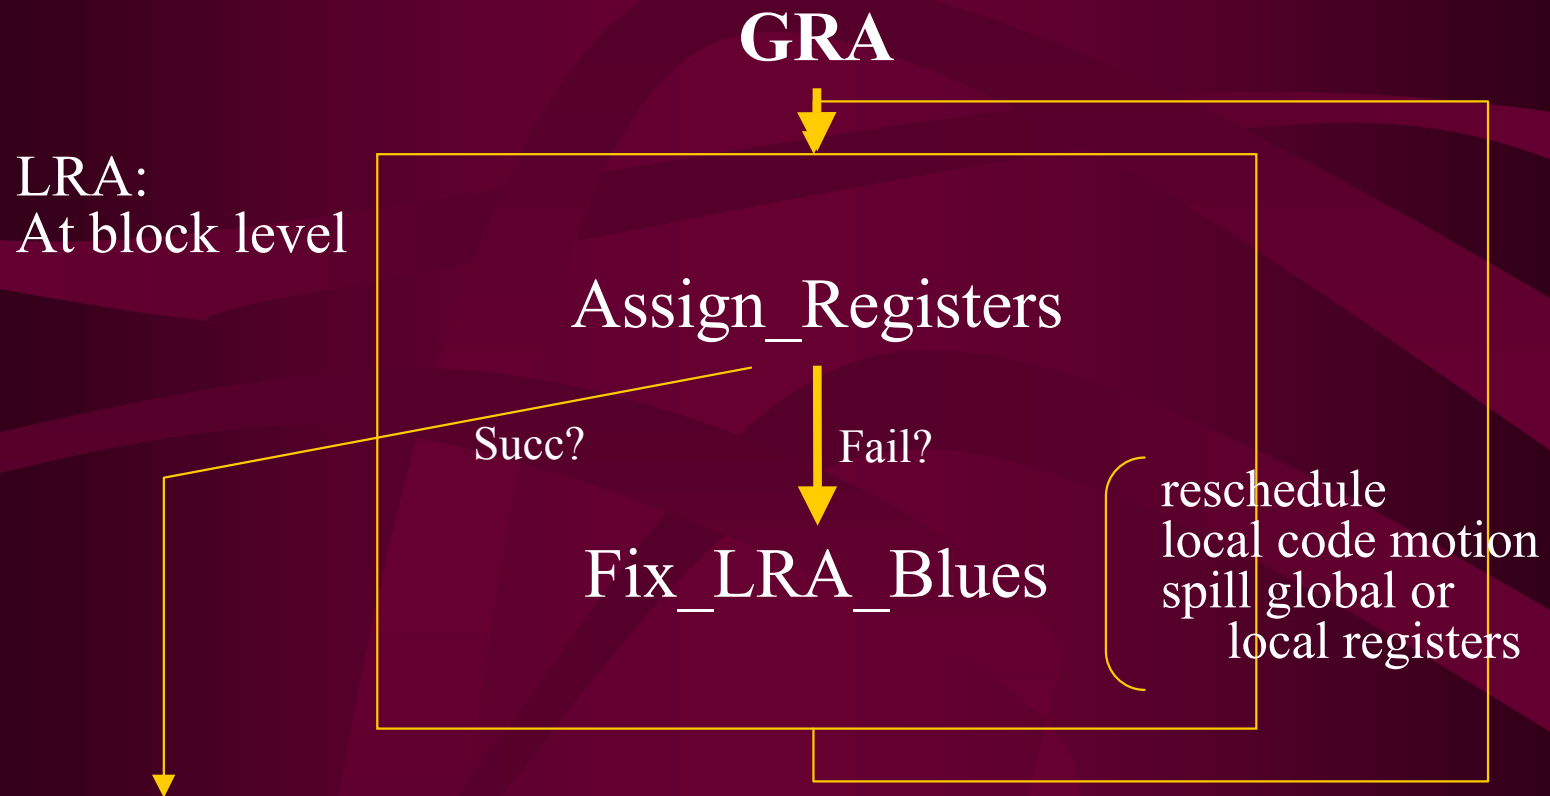 GRA
LRA:
At block level
Assign_Registers
Succ?
Fail?
Fix_LRA_Blues
reschedule
local code motion
spill global or
local registers